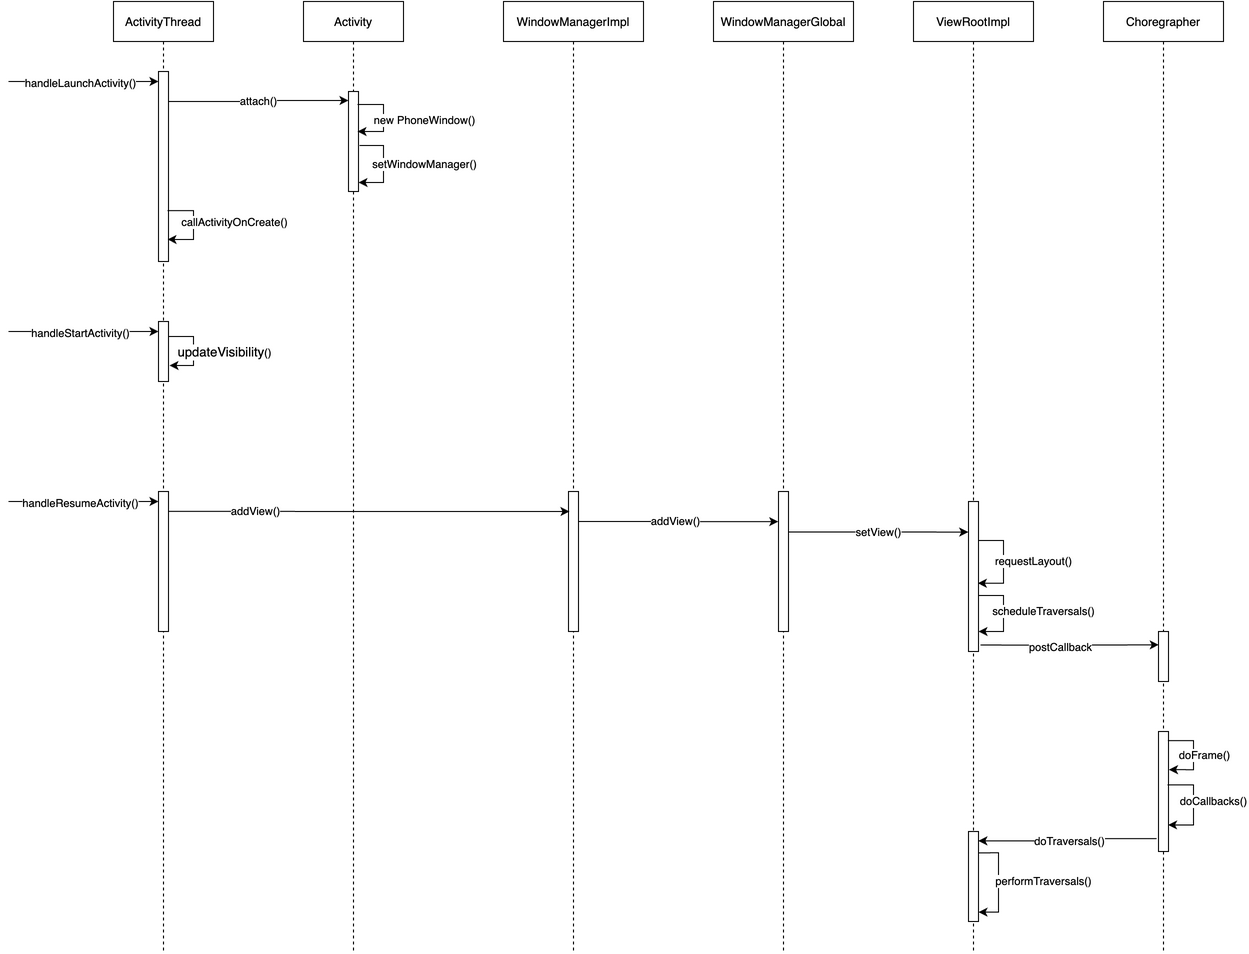 ActivityThread
Activity
WindowManagerImpl
WindowManagerGlobal
ViewRootImpl
Choregrapher
handleLaunchActivity()
attach()
new PhoneWindow()
setWindowManager()
callActivityOnCreate()
handleStartActivity()
updateVisibility()
handleResumeActivity()
addView()
addView()
setView()
requestLayout()
scheduleTraversals()
postCallback
doFrame()
doCallbacks()
doTraversals()
performTraversals()